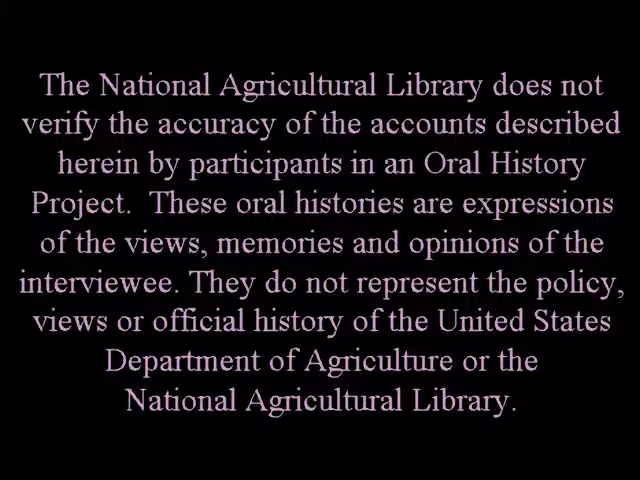 The National Agricultural Library does not
verify the accuracy of the accounts described
herein by participants in an Oral History
Project.  These oral histories are expressions
of the views, memories and opinions of the
interviewee. They do not represent the policy,
views or official history of the United States
Department of Agriculture or the
National Agricultural Library.